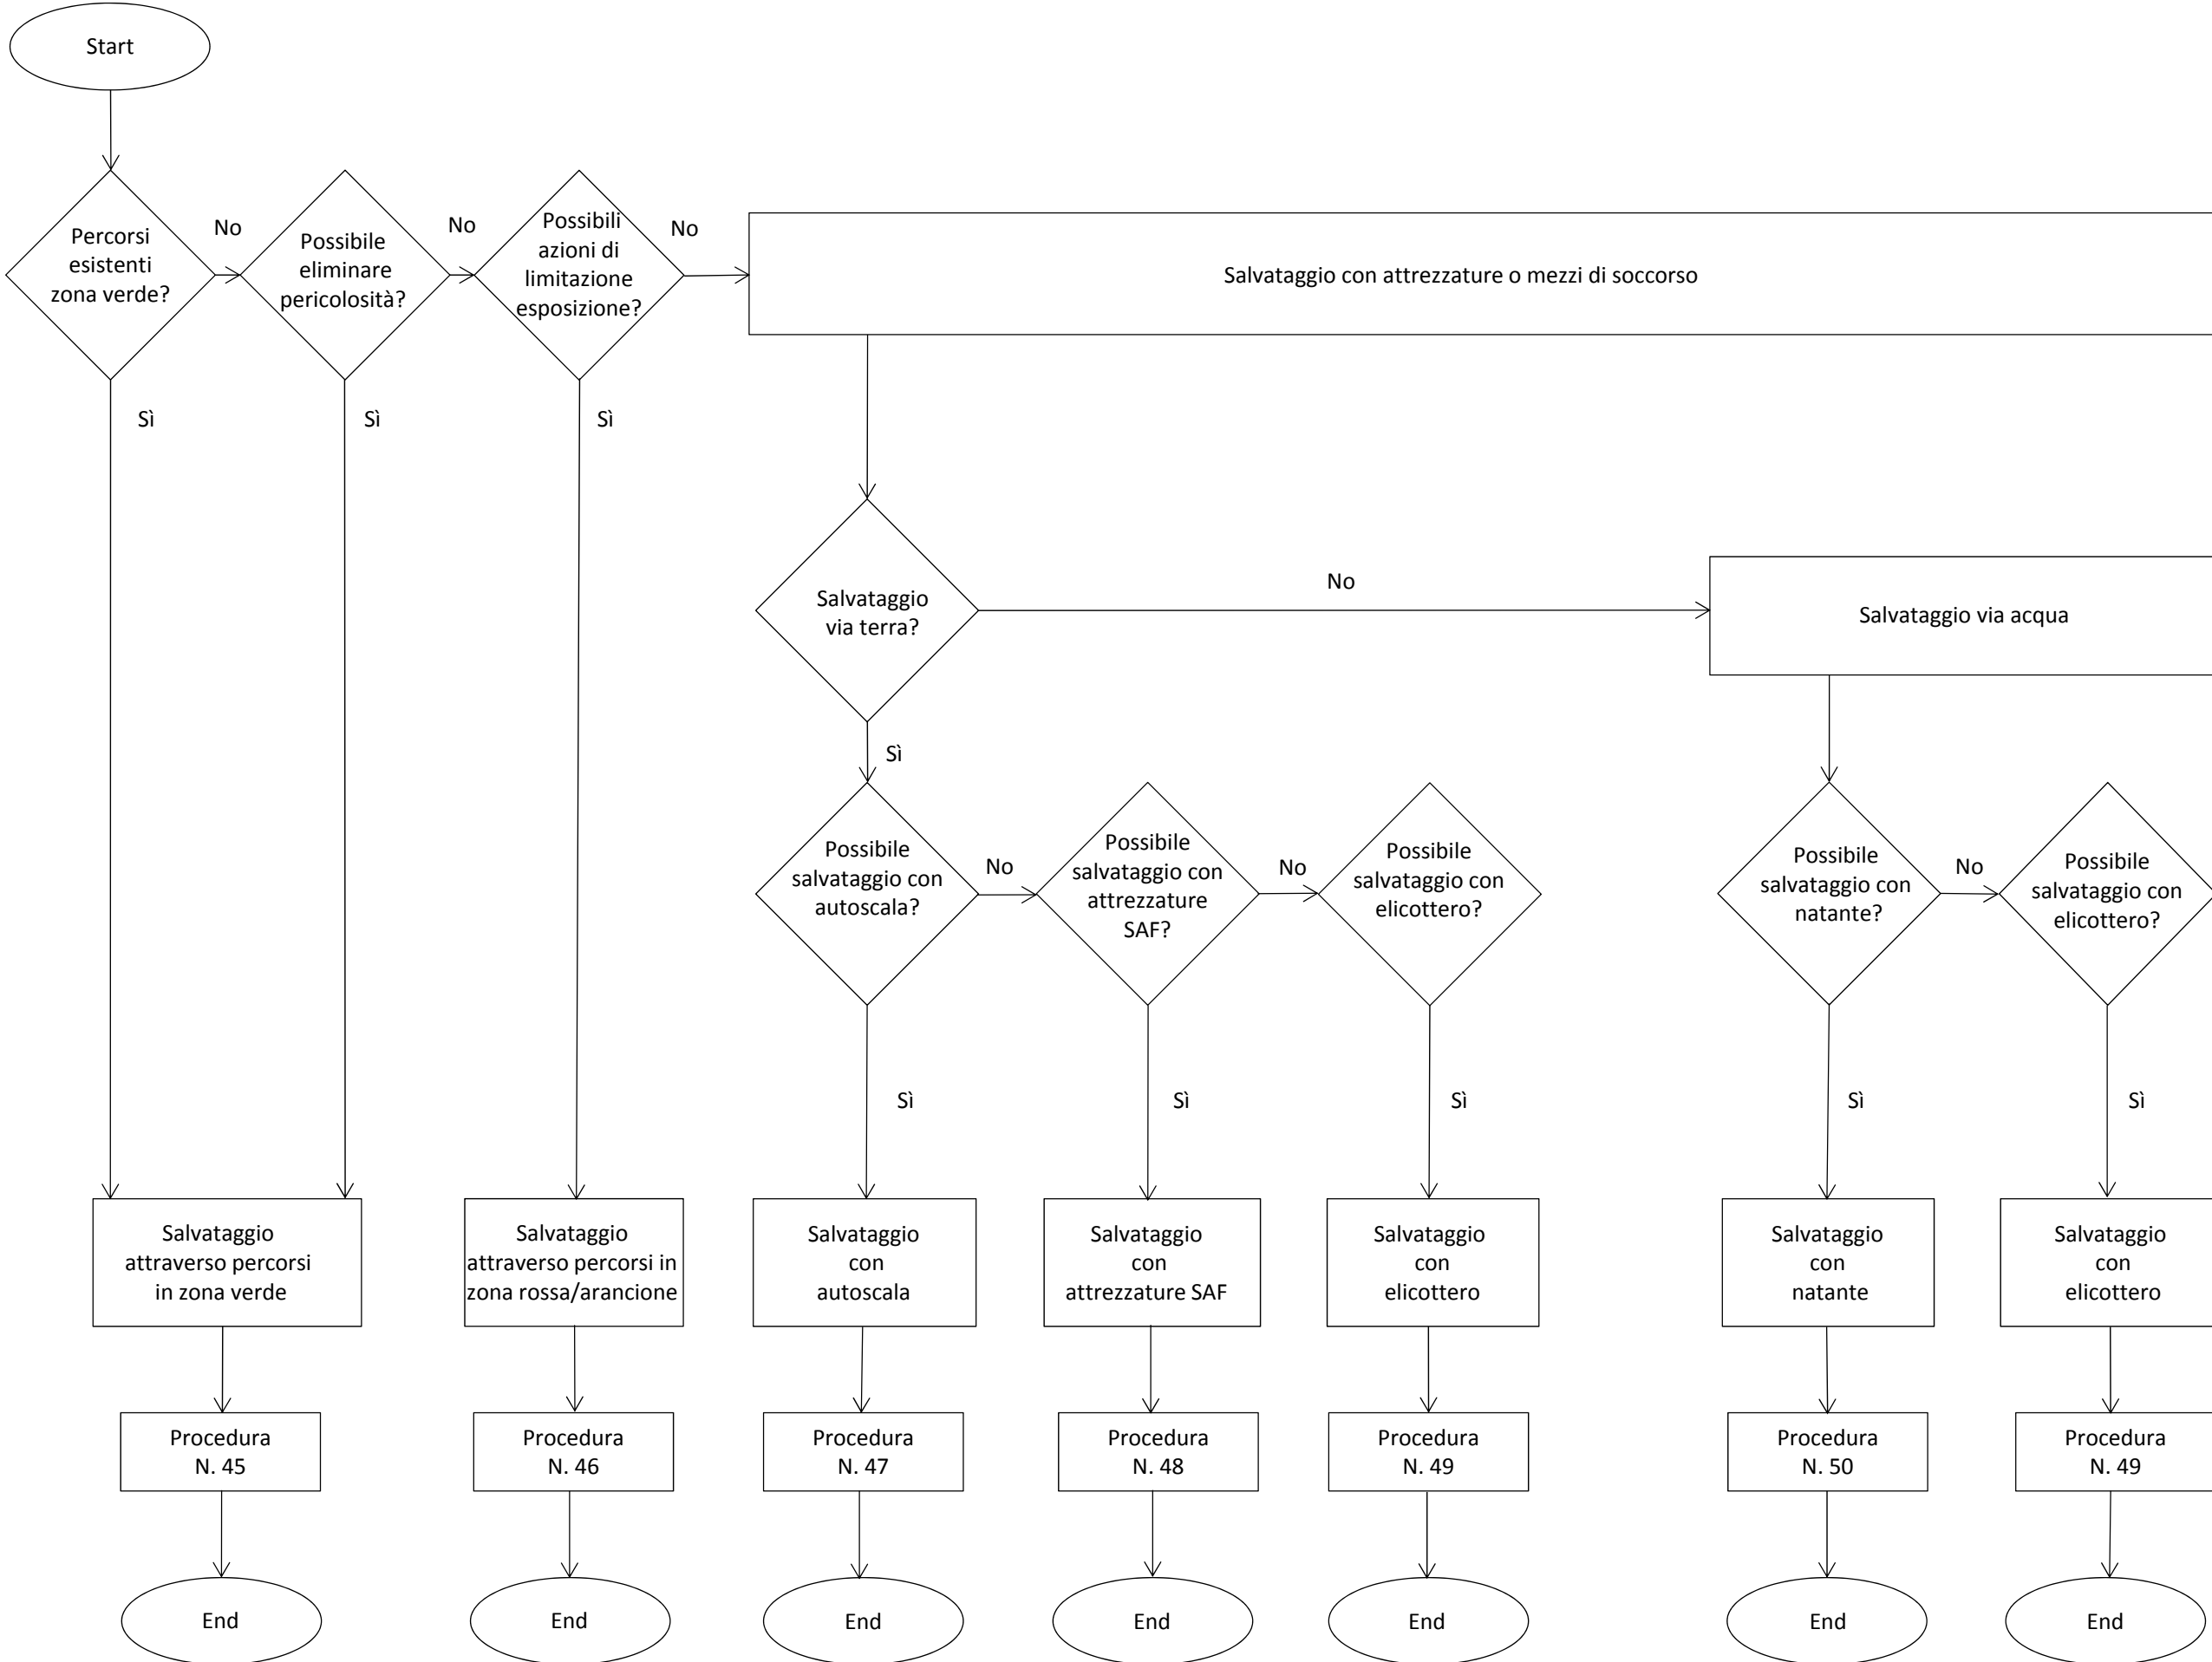 Start
Percorsi
esistenti
zona verde?
No
Possibile
eliminare
pericolosità?
No
Possibili
azioni di
limitazione
esposizione?
No
Salvataggio con attrezzature o mezzi di soccorso
Sì
Sì
Sì
Salvataggio
via terra?
No
Salvataggio via acqua
Sì
Possibile
salvataggio con
autoscala?
No
Possibile
salvataggio con
attrezzature
SAF?
No
Possibile
salvataggio con
elicottero?
Possibile
salvataggio con
natante?
No
Possibile
salvataggio con
elicottero?
Sì
Sì
Sì
Sì
Sì
Salvataggio
attraverso percorsi
in zona verde
Salvataggio
attraverso percorsi in
zona rossa/arancione
Salvataggio
con
autoscala
Salvataggio
con
attrezzature SAF
Salvataggio
con
elicottero
Salvataggio
con
natante
Salvataggio
con
elicottero
Procedura
N. 45
Procedura
N. 46
Procedura
N. 47
Procedura
N. 48
Procedura
N. 49
Procedura
N. 50
Procedura
N. 49
End
End
End
End
End
End
End